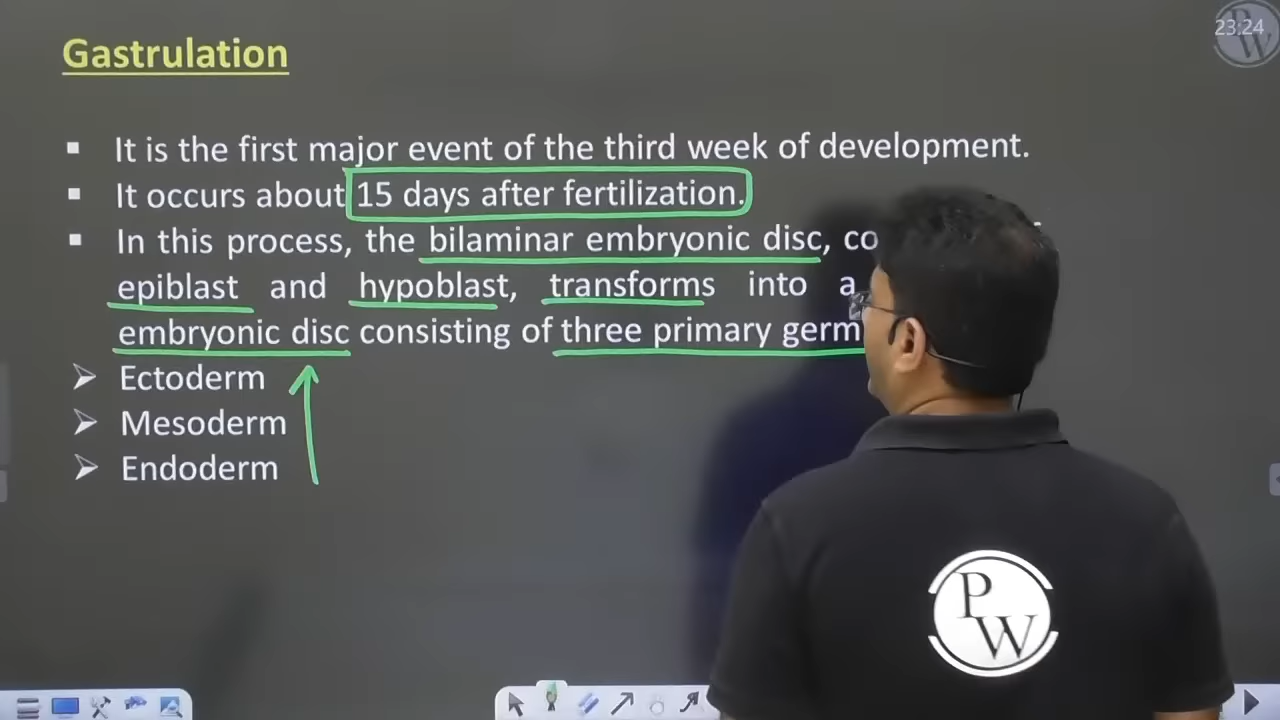 Gastrulation
23:24
It is the first major event of the third week of development.
It occurs about 15 days after fertilization.
In this process, the bilaminar embryonic disc, co
epiblast and hypoblast, transforms into a
embryonic disc consisting of three primary germ
Ectoderm
Mesoderm
Endoderm
PW
PW